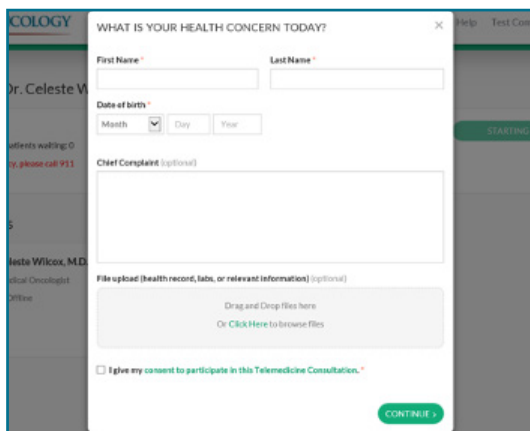 COLOGY
WHAT IS YOUR HEALTH CONCERN TODAY?
×
Help Test Con
First Name *
Last Name *
Dr. Celeste W
Date of birth *
Month Day Year
STARTING
atients waiting: 0
y, please call 911
Chief Complaint (optional)
S
leste Wilcox, M.D.
dical Oncologist
Offline
File upload (health record, labs, or relevant information) (optional)
Drag and Drop files here
Or Click Here to browse files
I give my consent to participate in this Telemedicine Consultation. *
CONTINUE >